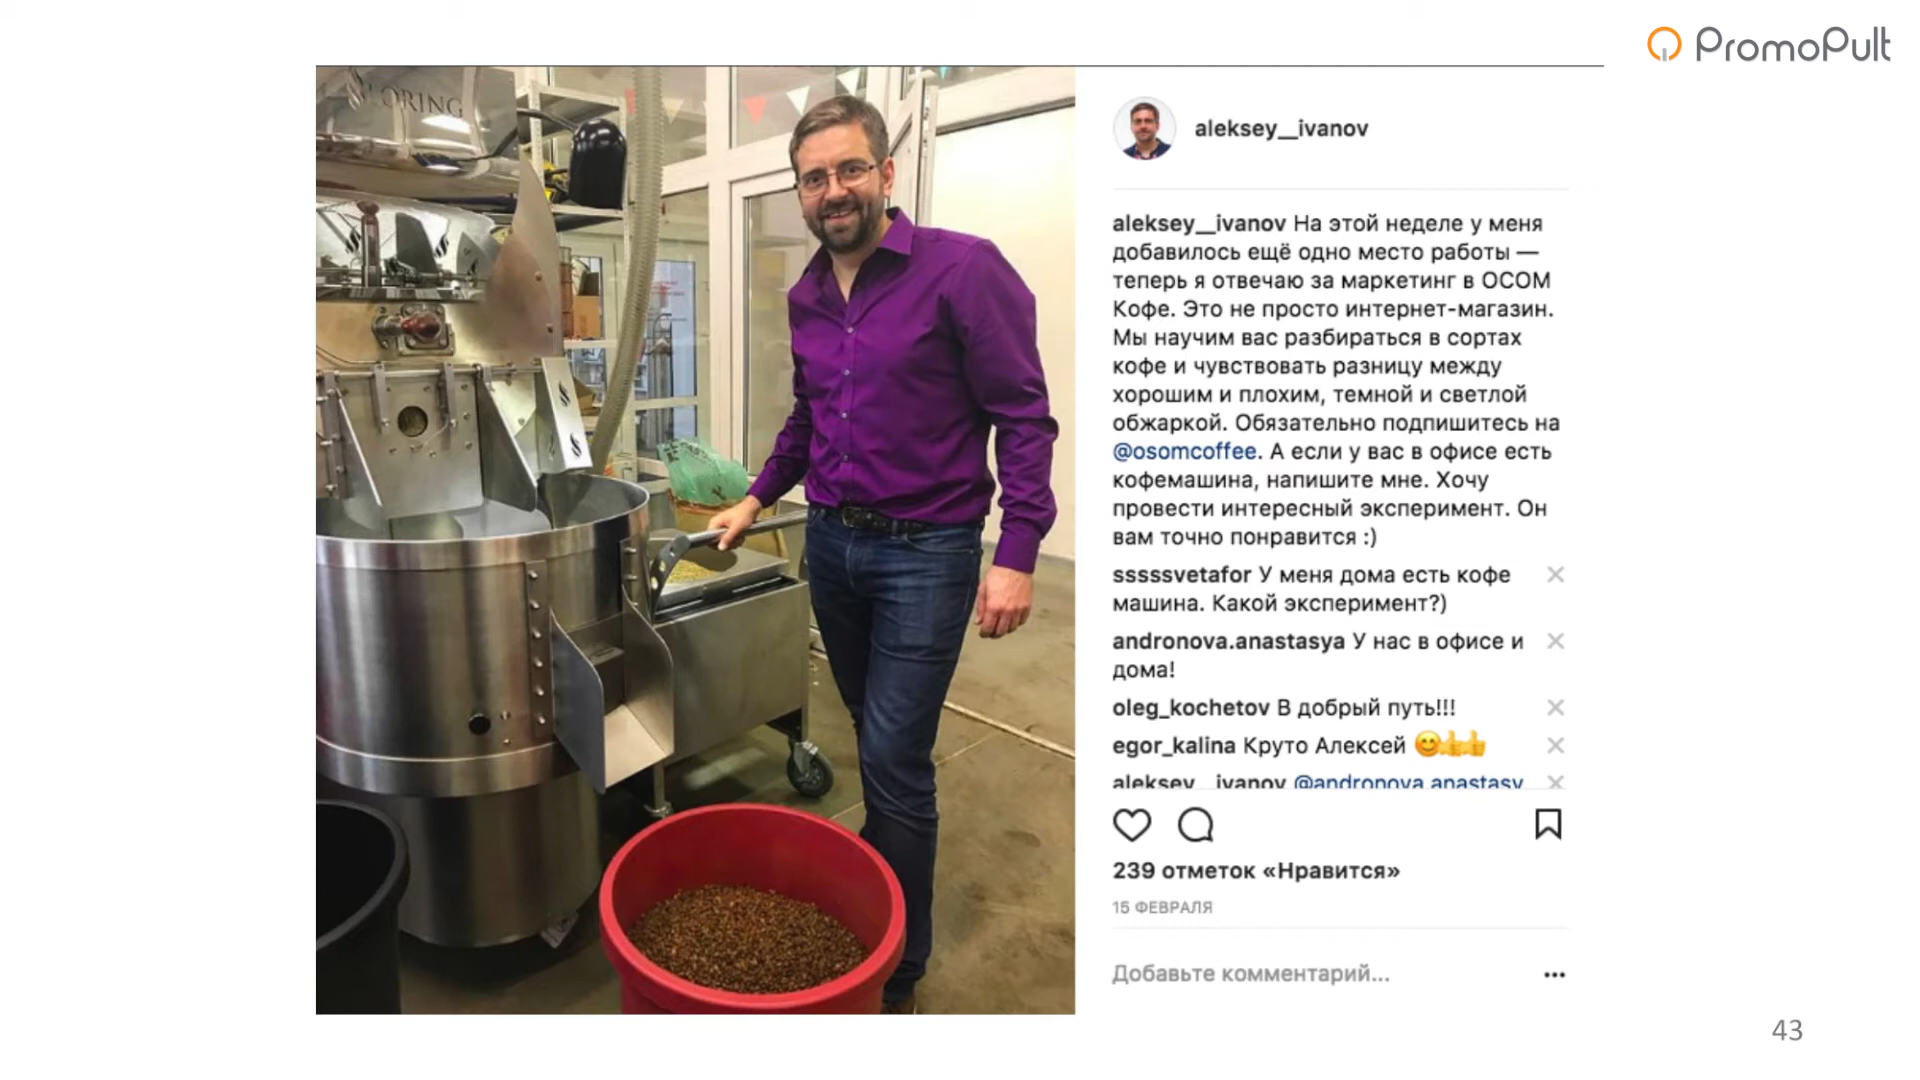 PromoPult
LORING
aleksey__ivanov
aleksey__ivanov На этой неделе у меня
добавилось ещё одно место работы —
теперь я отвечаю за маркетинг в ОСОМ
Кофе. Это не просто интернет-магазин.
Мы научим вас разбираться в сортах
кофе и чувствовать разницу между
хорошим и плохим, темной и светлой
обжаркой. Обязательно подпишитесь на
@osomcoffee. А если у вас в офисе есть
кофемашина, напишите мне. Хочу
провести интересный эксперимент. Он
вам точно понравится :)
sssssvetafor У меня дома есть кофе
машина. Какой эксперимент?)
andronova.anastasya У нас в офисе и
дома!
oleg_kochetov В добрый путь!!!
egor_kalina Круто Алексей 😊👍👍
aleksey__ivanov @andronova.anastasy
239 отметок «Нравится»
15 ФЕВРАЛЯ
Добавьте комментарий...
43